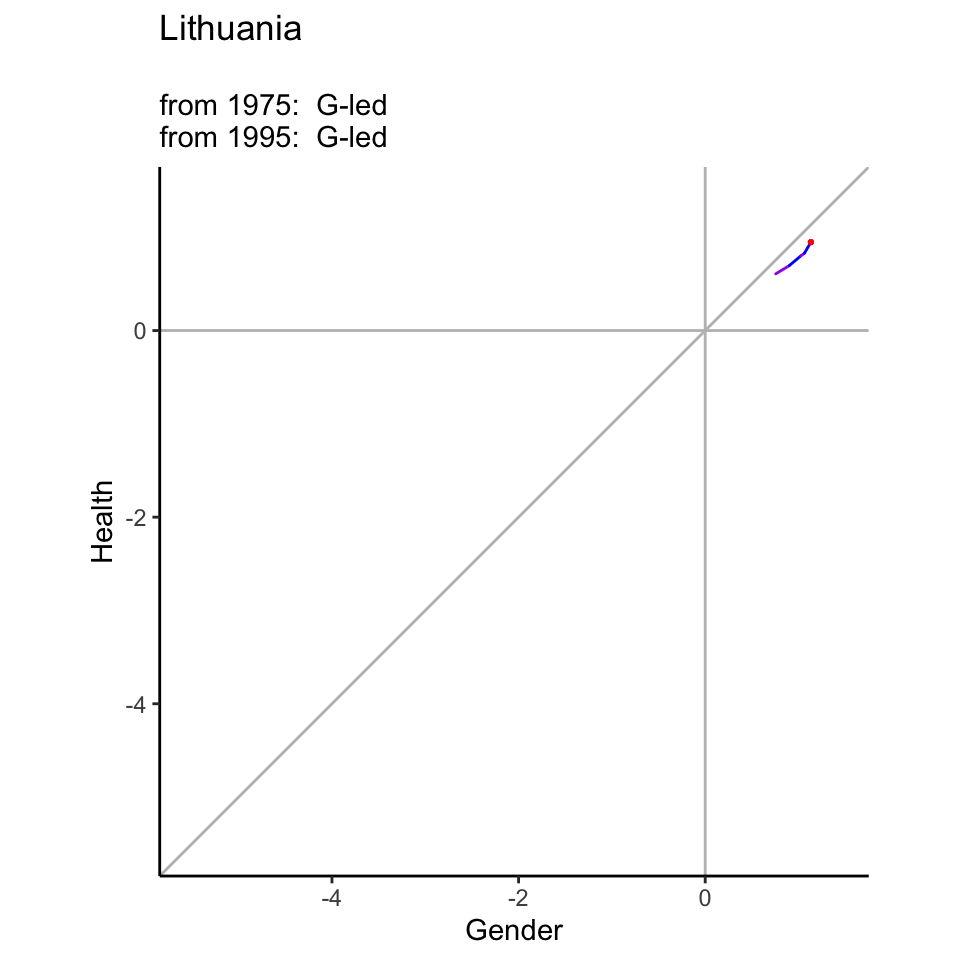 Lithuania
from 1975:  G-led
from 1995:  G-led
0
-2
-4
Health
-4
-2
0
Gender